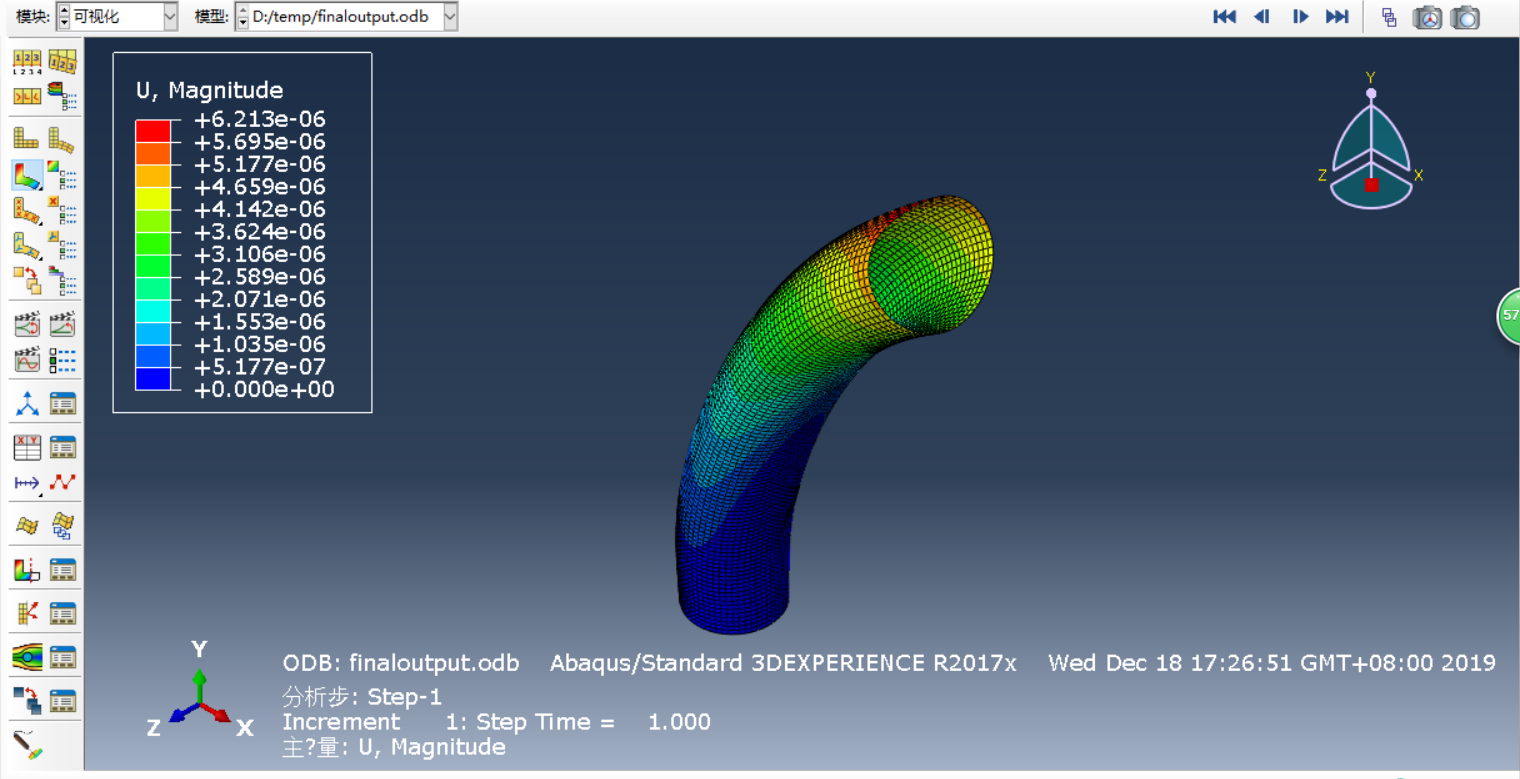 模块: 可视化 模型: D:/temp/finaloutput.odb
U, Magnitude
+6.213e-06
+5.695e-06
+5.177e-06
+4.659e-06
+4.142e-06
+3.624e-06
+3.106e-06
+2.589e-06
+2.071e-06
+1.553e-06
+1.035e-06
+5.177e-07
+0.000e+00
Y
Z X
57
Y
Z X
ODB: finaloutput.odb Abaqus/Standard 3DEXPERIENCE R2017x Wed Dec 18 17:26:51 GMT+08:00 2019
分析步: Step-1
Increment 1: Step Time = 1.000
主?量: U, Magnitude